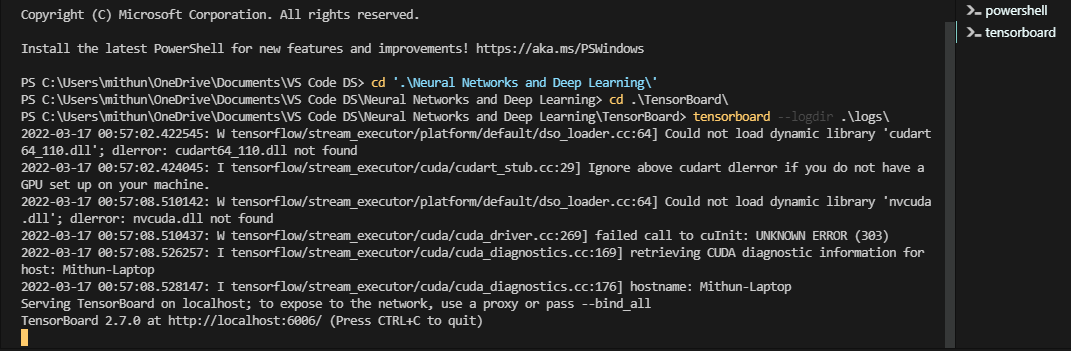 Copyright (C) Microsoft Corporation. All rights reserved.
powershell
tensorboard
Install the latest PowerShell for new features and improvements! https://aka.ms/PSWindows
PS C:\Users\mithun\OneDrive\Documents\VS Code DS> cd '.\Neural Networks and Deep Learning\'
PS C:\Users\mithun\OneDrive\Documents\VS Code DS\Neural Networks and Deep Learning> cd .\TensorBoard\
PS C:\Users\mithun\OneDrive\Documents\VS Code DS\Neural Networks and Deep Learning\TensorBoard> tensorboard --logdir .\logs\
2022-03-17 00:57:02.422545: W tensorflow/stream_executor/platform/default/dso_loader.cc:64] Could not load dynamic library 'cudart
64_110.dll'; dlerror: cudart64_110.dll not found
2022-03-17 00:57:02.424045: I tensorflow/stream_executor/cuda/cudart_stub.cc:29] Ignore above cudart dlerror if you do not have a
GPU set up on your machine.
2022-03-17 00:57:08.510142: W tensorflow/stream_executor/platform/default/dso_loader.cc:64] Could not load dynamic library 'nvcuda
.dll'; dlerror: nvcuda.dll not found
2022-03-17 00:57:08.510437: W tensorflow/stream_executor/cuda/cuda_driver.cc:269] failed call to cuInit: UNKNOWN ERROR (303)
2022-03-17 00:57:08.526257: I tensorflow/stream_executor/cuda/cuda_diagnostics.cc:169] retrieving CUDA diagnostic information for
host: Mithun-Laptop
2022-03-17 00:57:08.528147: I tensorflow/stream_executor/cuda/cuda_diagnostics.cc:176] hostname: Mithun-Laptop
Serving TensorBoard on localhost; to expose to the network, use a proxy or pass --bind_all
TensorBoard 2.7.0 at http://localhost:6006/ (Press CTRL+C to quit)